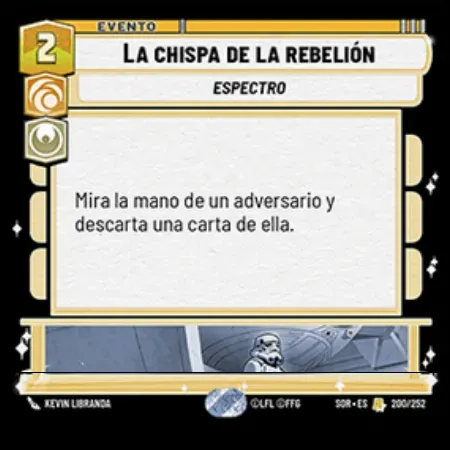 EVENTO
2
LA CHISPA DE LA REBELIÓN
ESPECTRO
Mira la mano de un adversario y
descarta una carta de ella.
KEVIN LIBRANDA
©LFL ©FFG
SOR • ES
200/252